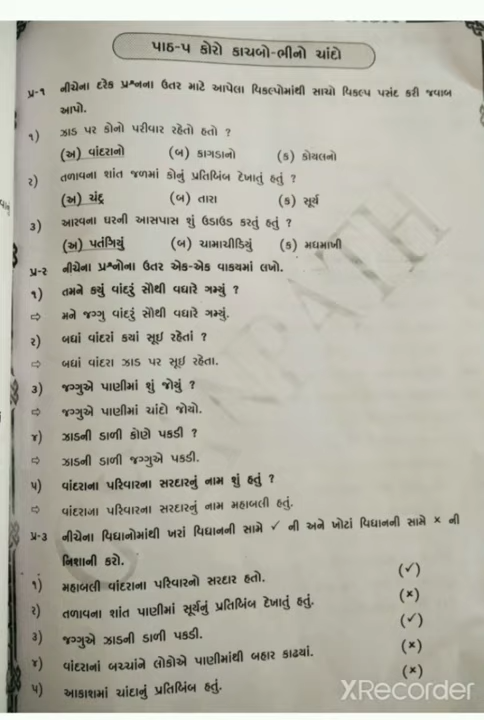 પાઠ-૫ કોરો કાચબો-ભીનો ચાંદો
પ્ર-૧ નીચેના દરેક પ્રશ્નના ઉતર માટે આપેલા વિકલ્પોમાંથી સાચો વિકલ્પ પસંદ કરી જવાબ
આપો.
૧) ઝાડ પર કોનો પરીવાર રહેતો હતો ?
(અ) વાંદરાનો (બ) કાગડાનો (ક) કોયલનો
૨) તળાવના શાંત જળમાં કોનું પ્રતિબિંબ દેખાતું હતું ?
(અ) ચંદ્ર (બ) તારા (ક) સૂર્ય
૩) આરવના ઘરની આસપાસ શું ઉડાઉડ કરતું હતું ?
(અ) પતંગિયું (બ) ચામાચીડિયું (ક) મધમાખી
પ્ર-૨ નીચેના પ્રશ્નોના ઉતર એક-એક વાકયમાં લખો.
૧) તમને કયું વાંદરૂં સૌથી વધારે ગમ્યું ?
⇨ મને જગ્ગુ વાંદરૂં સૌથી વધારે ગમ્યું.
૨) બધાં વાંદરાં કયાં સૂઇ રહેતાં ?
⇨ બધાં વાંદરા ઝાડ પર સૂઇ રહેતા.
૩) જગ્ગુએ પાણીમાં શું જોયું ?
⇨ જગ્ગુએ પાણીમાં ચાંદો જોયો.
૪) ઝાડની ડાળી કોણે પકડી ?
⇨ ઝાડની ડાળી જગ્ગુએ પકડી.
૫) વાંદરાના પરિવારના સરદારનું નામ શું હતું ?
⇨ વાંદરાના પરિવારના સરદારનું નામ મહાબલી હતું.
પ્ર-૩ નીચેના વિધાનોમાંથી ખરાં વિધાનની સામે ✓ ની અને ખોટાં વિધાનની સામે × ની
નિશાની કરો.
૧) મહાબલી વાંદરાના પરિવારનો સરદાર હતો. (✓)
૨) તળાવના શાંત પાણીમાં સૂર્યનું પ્રતિબિંબ દેખાતું હતું. (×)
૩) જગ્ગુએ ઝાડની ડાળી પકડી. (✓)
૪) વાંદરાનાં બચ્ચાંને લોકોએ પાણીમાંથી બહાર કાઢયાં. (×)
૫) આકાશમાં ચાંદાનું પ્રતિબિંબ હતું. (×)
XRecorder